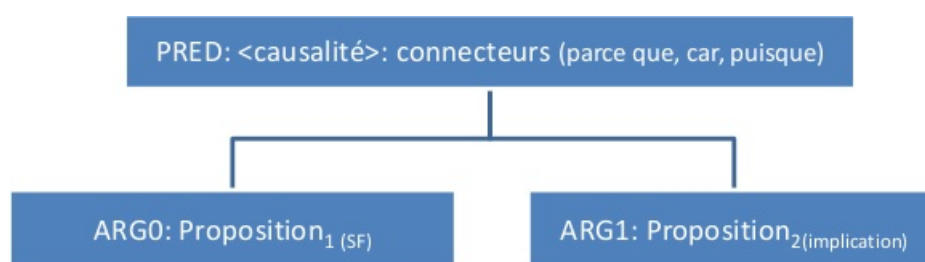 PRED: <causalité>: connecteurs (parce que, car, puisque)
ARG0: Proposition1 (SF)
ARG1: Proposition2(implication)